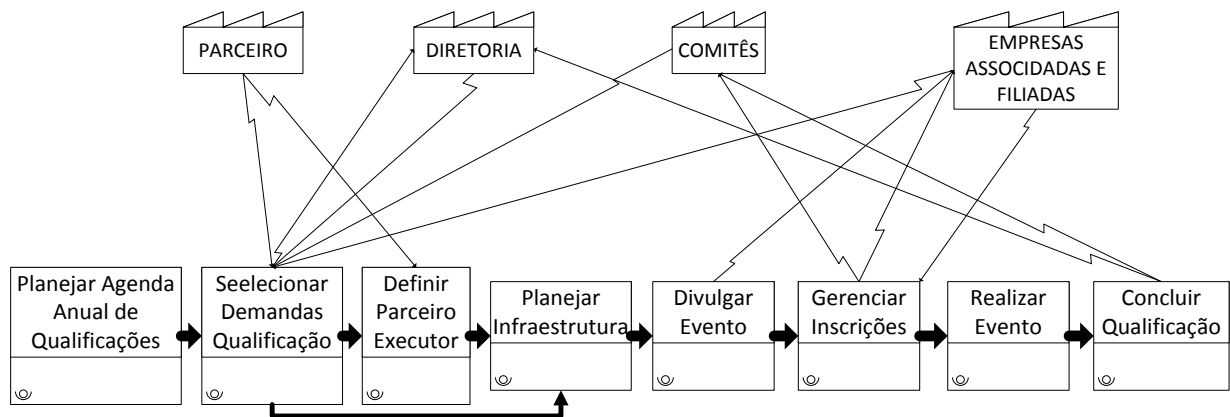 PARCEIRO
DIRETORIA
COMITÊS
EMPRESAS
ASSOCIDADAS E
FILIADAS
Planejar Agenda
Anual de
Qualificações
Seelecionar
Demandas
Qualificação
Definir
Parceiro
Executor
Planejar
Infraestrutura
Divulgar
Evento
Gerenciar
Inscrições
Realizar
Evento
Concluir
Qualificação